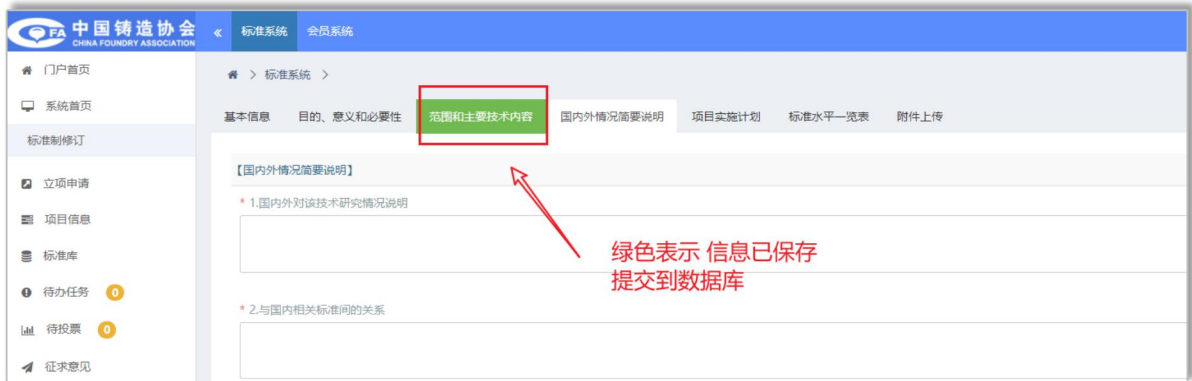 FA 中国铸造协会
CHINA FOUNDRY ASSOCIATION
« 标准系统 会员系统
门户首页
系统首页
标准制修订
立项申请
项目信息
标准库
待办任务 0
待投票 0
征求意见
> 标准系统 >
基本信息 目的、意义和必要性 范围和主要技术内容 国内外情况简要说明 项目实施计划 标准水平一览表 附件上传
【国内外情况简要说明】
* 1.国内外对该技术研究情况说明
绿色表示 信息已保存
提交到数据库
* 2.与国内相关标准间的关系